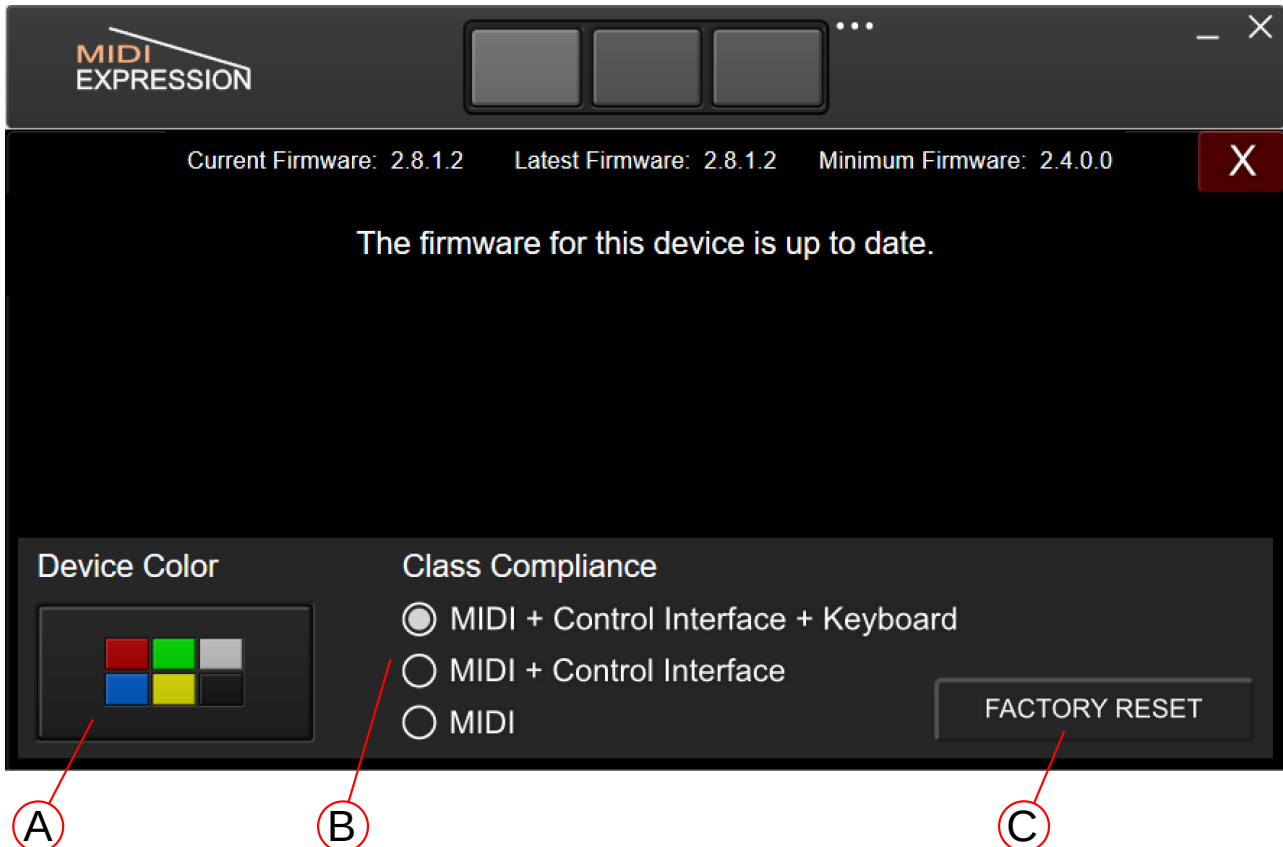 MIDI
EXPRESSION
Current Firmware: 2.8.1.2 Latest Firmware: 2.8.1.2 Minimum Firmware: 2.4.0.0 X
The firmware for this device is up to date.
Device Color
Class Compliance
MIDI + Control Interface + Keyboard
MIDI + Control Interface
MIDI
FACTORY RESET
A B C